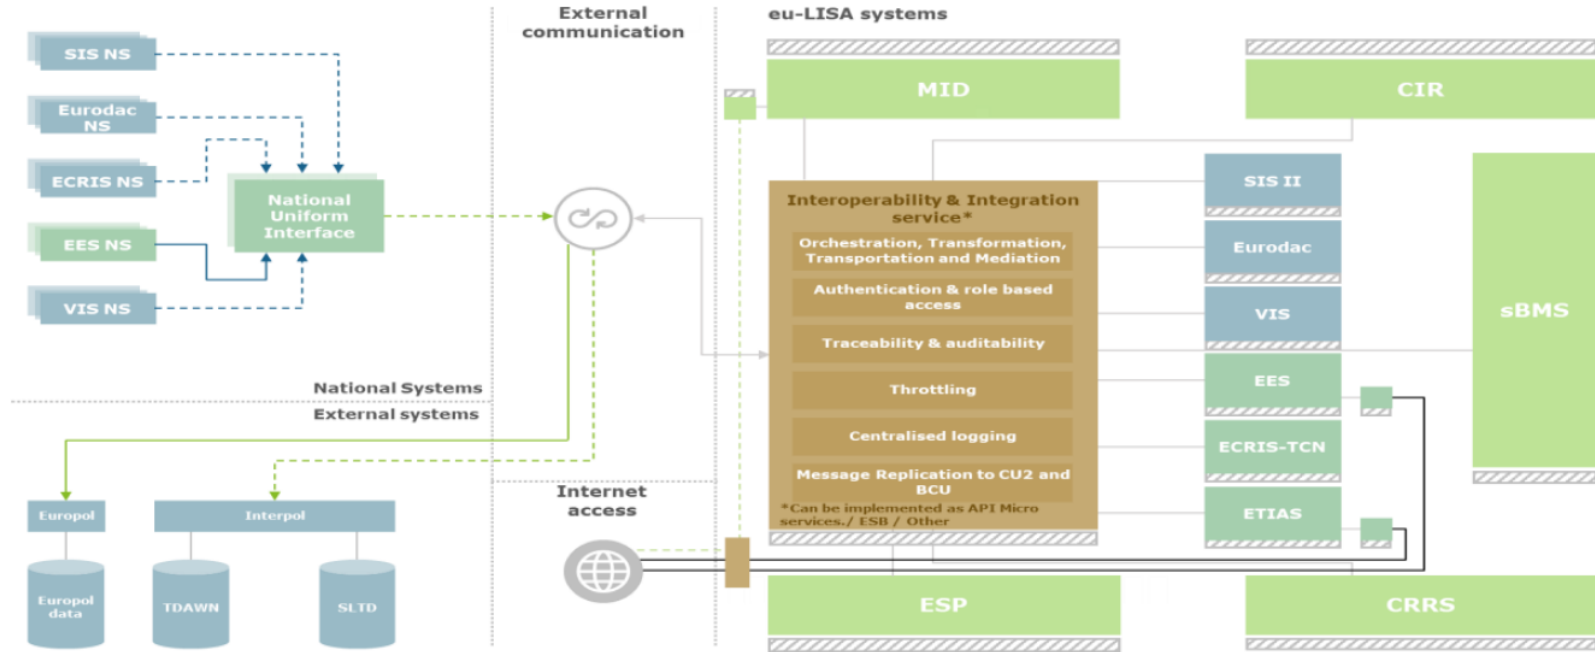 External
communication
eu-LISA systems
SIS NS
Eurodac
NS
ECRIS NS
EES NS
VIS NS
National
Uniform
Interface
National Systems
External systems
Europol
Interpol
Europol
data
TDAWN
SLTD
Internet
access
MID
CIR
Interoperability & Integration
service*
Orchestration, Transformation,
Transportation and Mediation
Authentication & role based
access
Traceability & auditability
Throttling
Centralised logging
Message Replication to CU2 and
BCU
*Can be implemented as API Micro
services./ ESB / Other
SIS II
Eurodac
VIS
EES
ECRIS-TCN
ETIAS
sBMS
ESP
CRRS